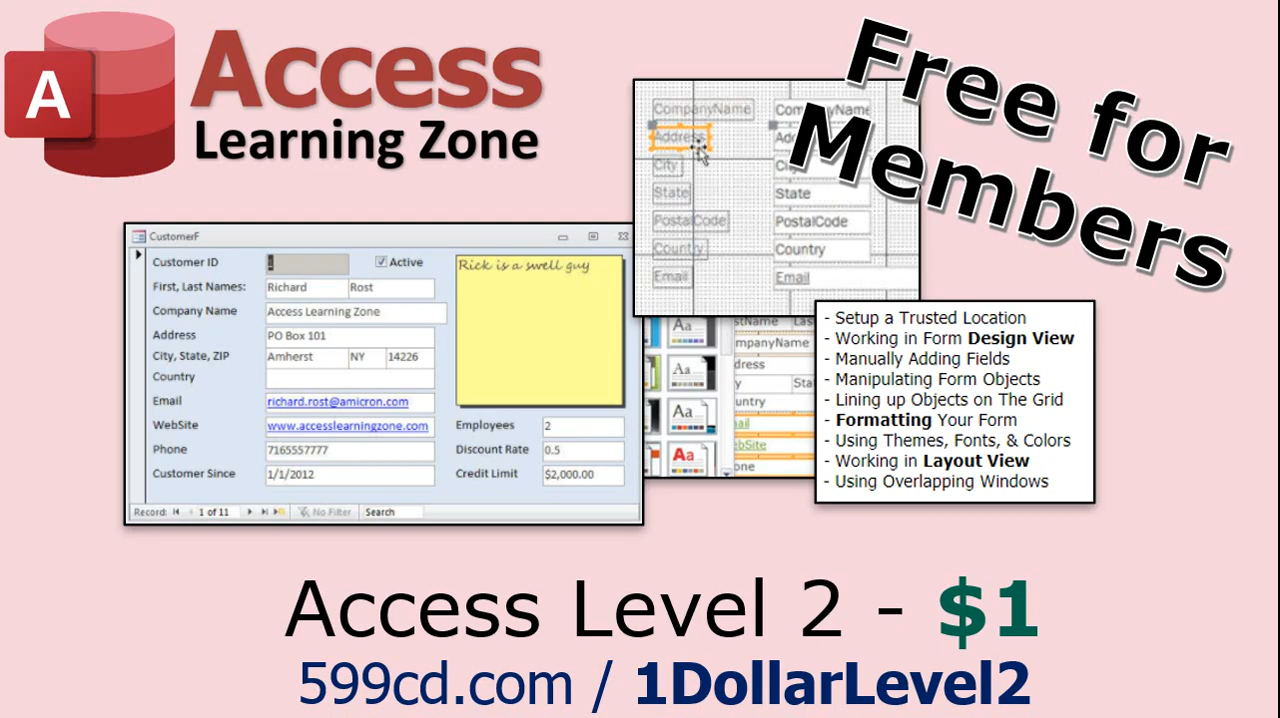 A
Access
Learning Zone
Free for
Members
CompanyName CompanyName
Address
City
State State
PostalCode PostalCode
Country Country
Email Email
CustomerF
Customer ID
Active
Rick is a swell guy
First, Last Names: Richard Rost
Company Name Access Learning Zone
Address PO Box 101
City, State, ZIP Amherst NY 14226
Country
Email richard.rost@amicron.com
WebSite www.accesslearningzone.com
Phone 7165557777
Customer Since 1/1/2012
Employees 2
Discount Rate 0.5
Credit Limit $2,000.00
Record: 1 of 11 No Filter Search
Aa
Aa
Aa
Aa
- Setup a Trusted Location
- Working in Form Design View
- Manually Adding Fields
- Manipulating Form Objects
- Lining up Objects on The Grid
- Formatting Your Form
- Using Themes, Fonts, & Colors
- Working in Layout View
- Using Overlapping Windows
Access Level 2 - $1
599cd.com / 1DollarLevel2